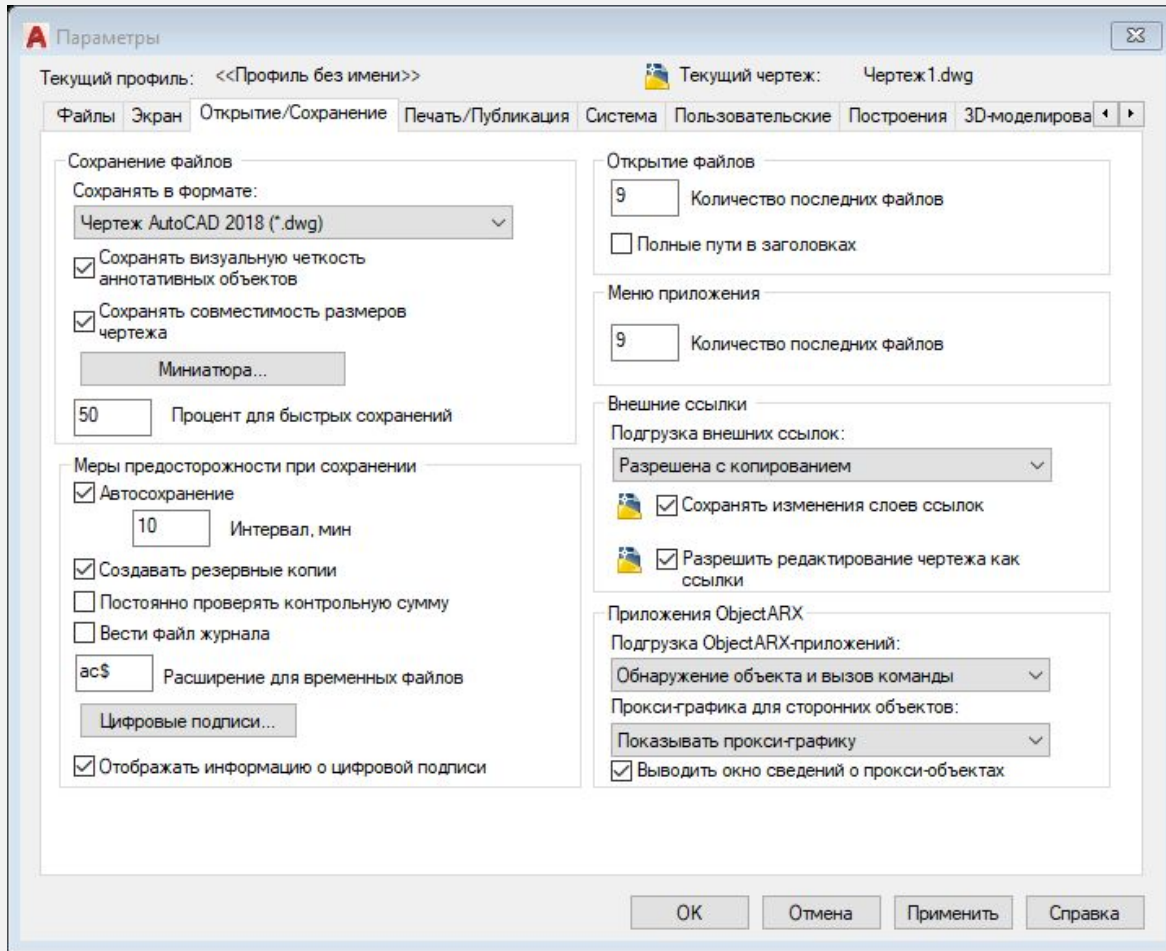 Параметры
Текущий профиль: <<Профиль без имени>> Текущий чертеж: Чертеж1.dwg
Файлы Экран Открытие/Сохранение Печать/Публикация Система Пользовательские Построения 3D-моделирова
Сохранение файлов
Сохранять в формате:
Чертеж AutoCAD 2018 (*.dwg)
Сохранять визуальную четкость
аннотативных объектов
Сохранять совместимость размеров
чертежа
Миниатюра...
50 Процент для быстрых сохранений
Меры предосторожности при сохранении
Автосохранение
10 Интервал, мин
Создавать резервные копии
Постоянно проверять контрольную сумму
Вести файл журнала
ac$ Расширение для временных файлов
Цифровые подписи...
Отображать информацию о цифровой подписи
Открытие файлов
9 Количество последних файлов
Полные пути в заголовках
Меню приложения
9 Количество последних файлов
Внешние ссылки
Подгрузка внешних ссылок:
Разрешена с копированием
Сохранять изменения слоев ссылок
Разрешить редактирование чертежа как
ссылки
Приложения ObjectARX
Подгрузка ObjectARX-приложений:
Обнаружение объекта и вызов команды
Прокси-графика для сторонних объектов:
Показывать прокси-графику
Выводить окно сведений о прокси-объектах
OK Отмена Применить Справка